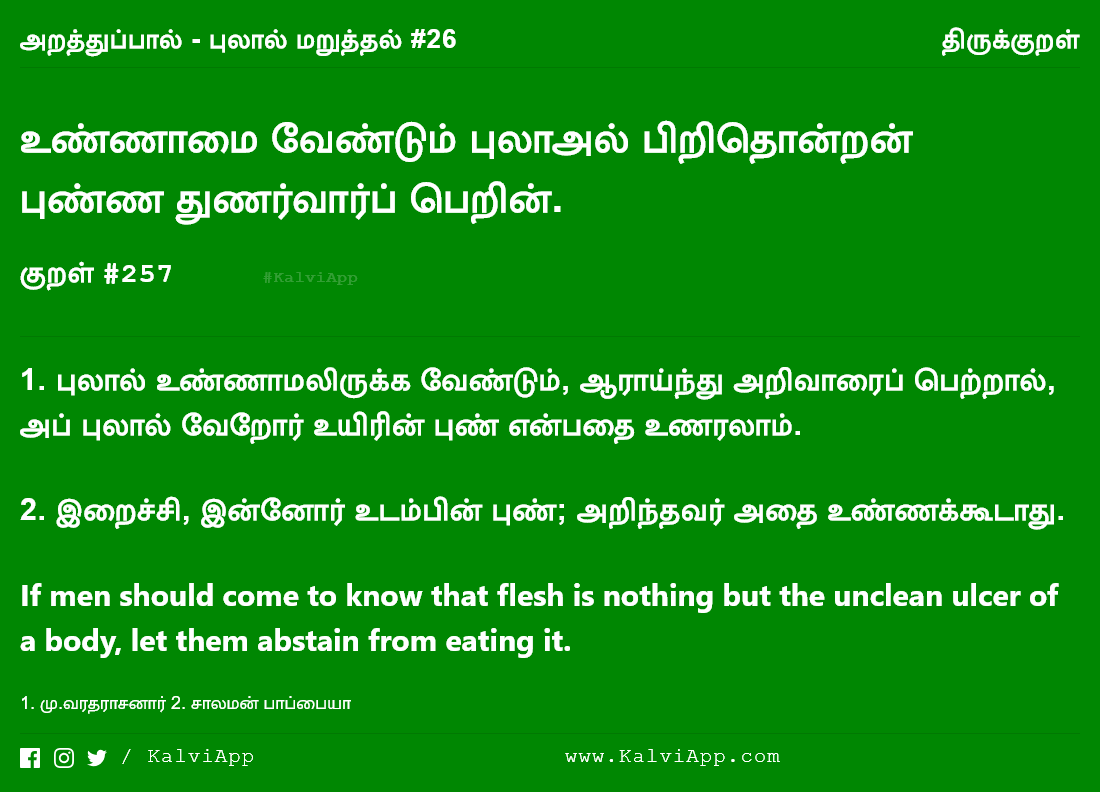 அறத்துப்பால் - புலால் மறுத்தல் #26 திருக்குறள்
உண்ணாமை வேண்டும் புலாஅல் பிறிதொன்றன்
புண்ண துணர்வார்ப் பெறின்.
குறள் #257 #KalviApp
1. புலால் உண்ணாமலிருக்க வேண்டும், ஆராய்ந்து அறிவாரைப் பெற்றால்,
அப் புலால் வேறோர் உயிரின் புண் என்பதை உணரலாம்.
2. இறைச்சி, இன்னோர் உடம்பின் புண்; அறிந்தவர் அதை உண்ணக்கூடாது.
If men should come to know that flesh is nothing but the unclean ulcer of
a body, let them abstain from eating it.
1. மு.வரதராசனார் 2. சாலமன் பாப்பையா
/ KalviApp www.KalviApp.com